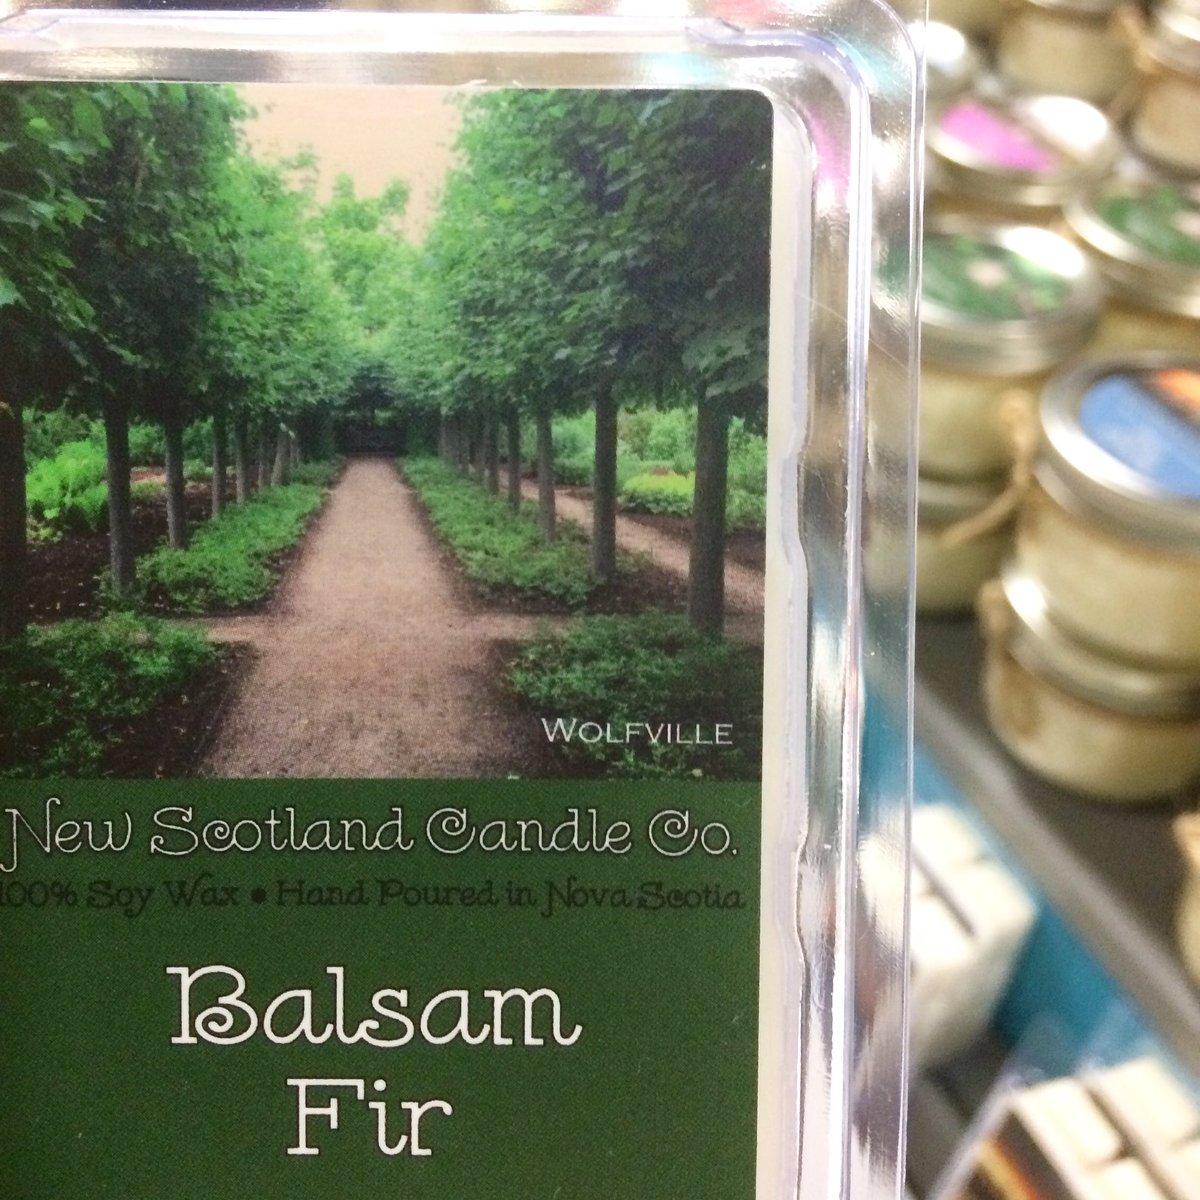 WOLFVILLE
New Scotland Candle Co.
100% Soy Wax • Hand Poured in Nova Scotia
Balsam
Fir